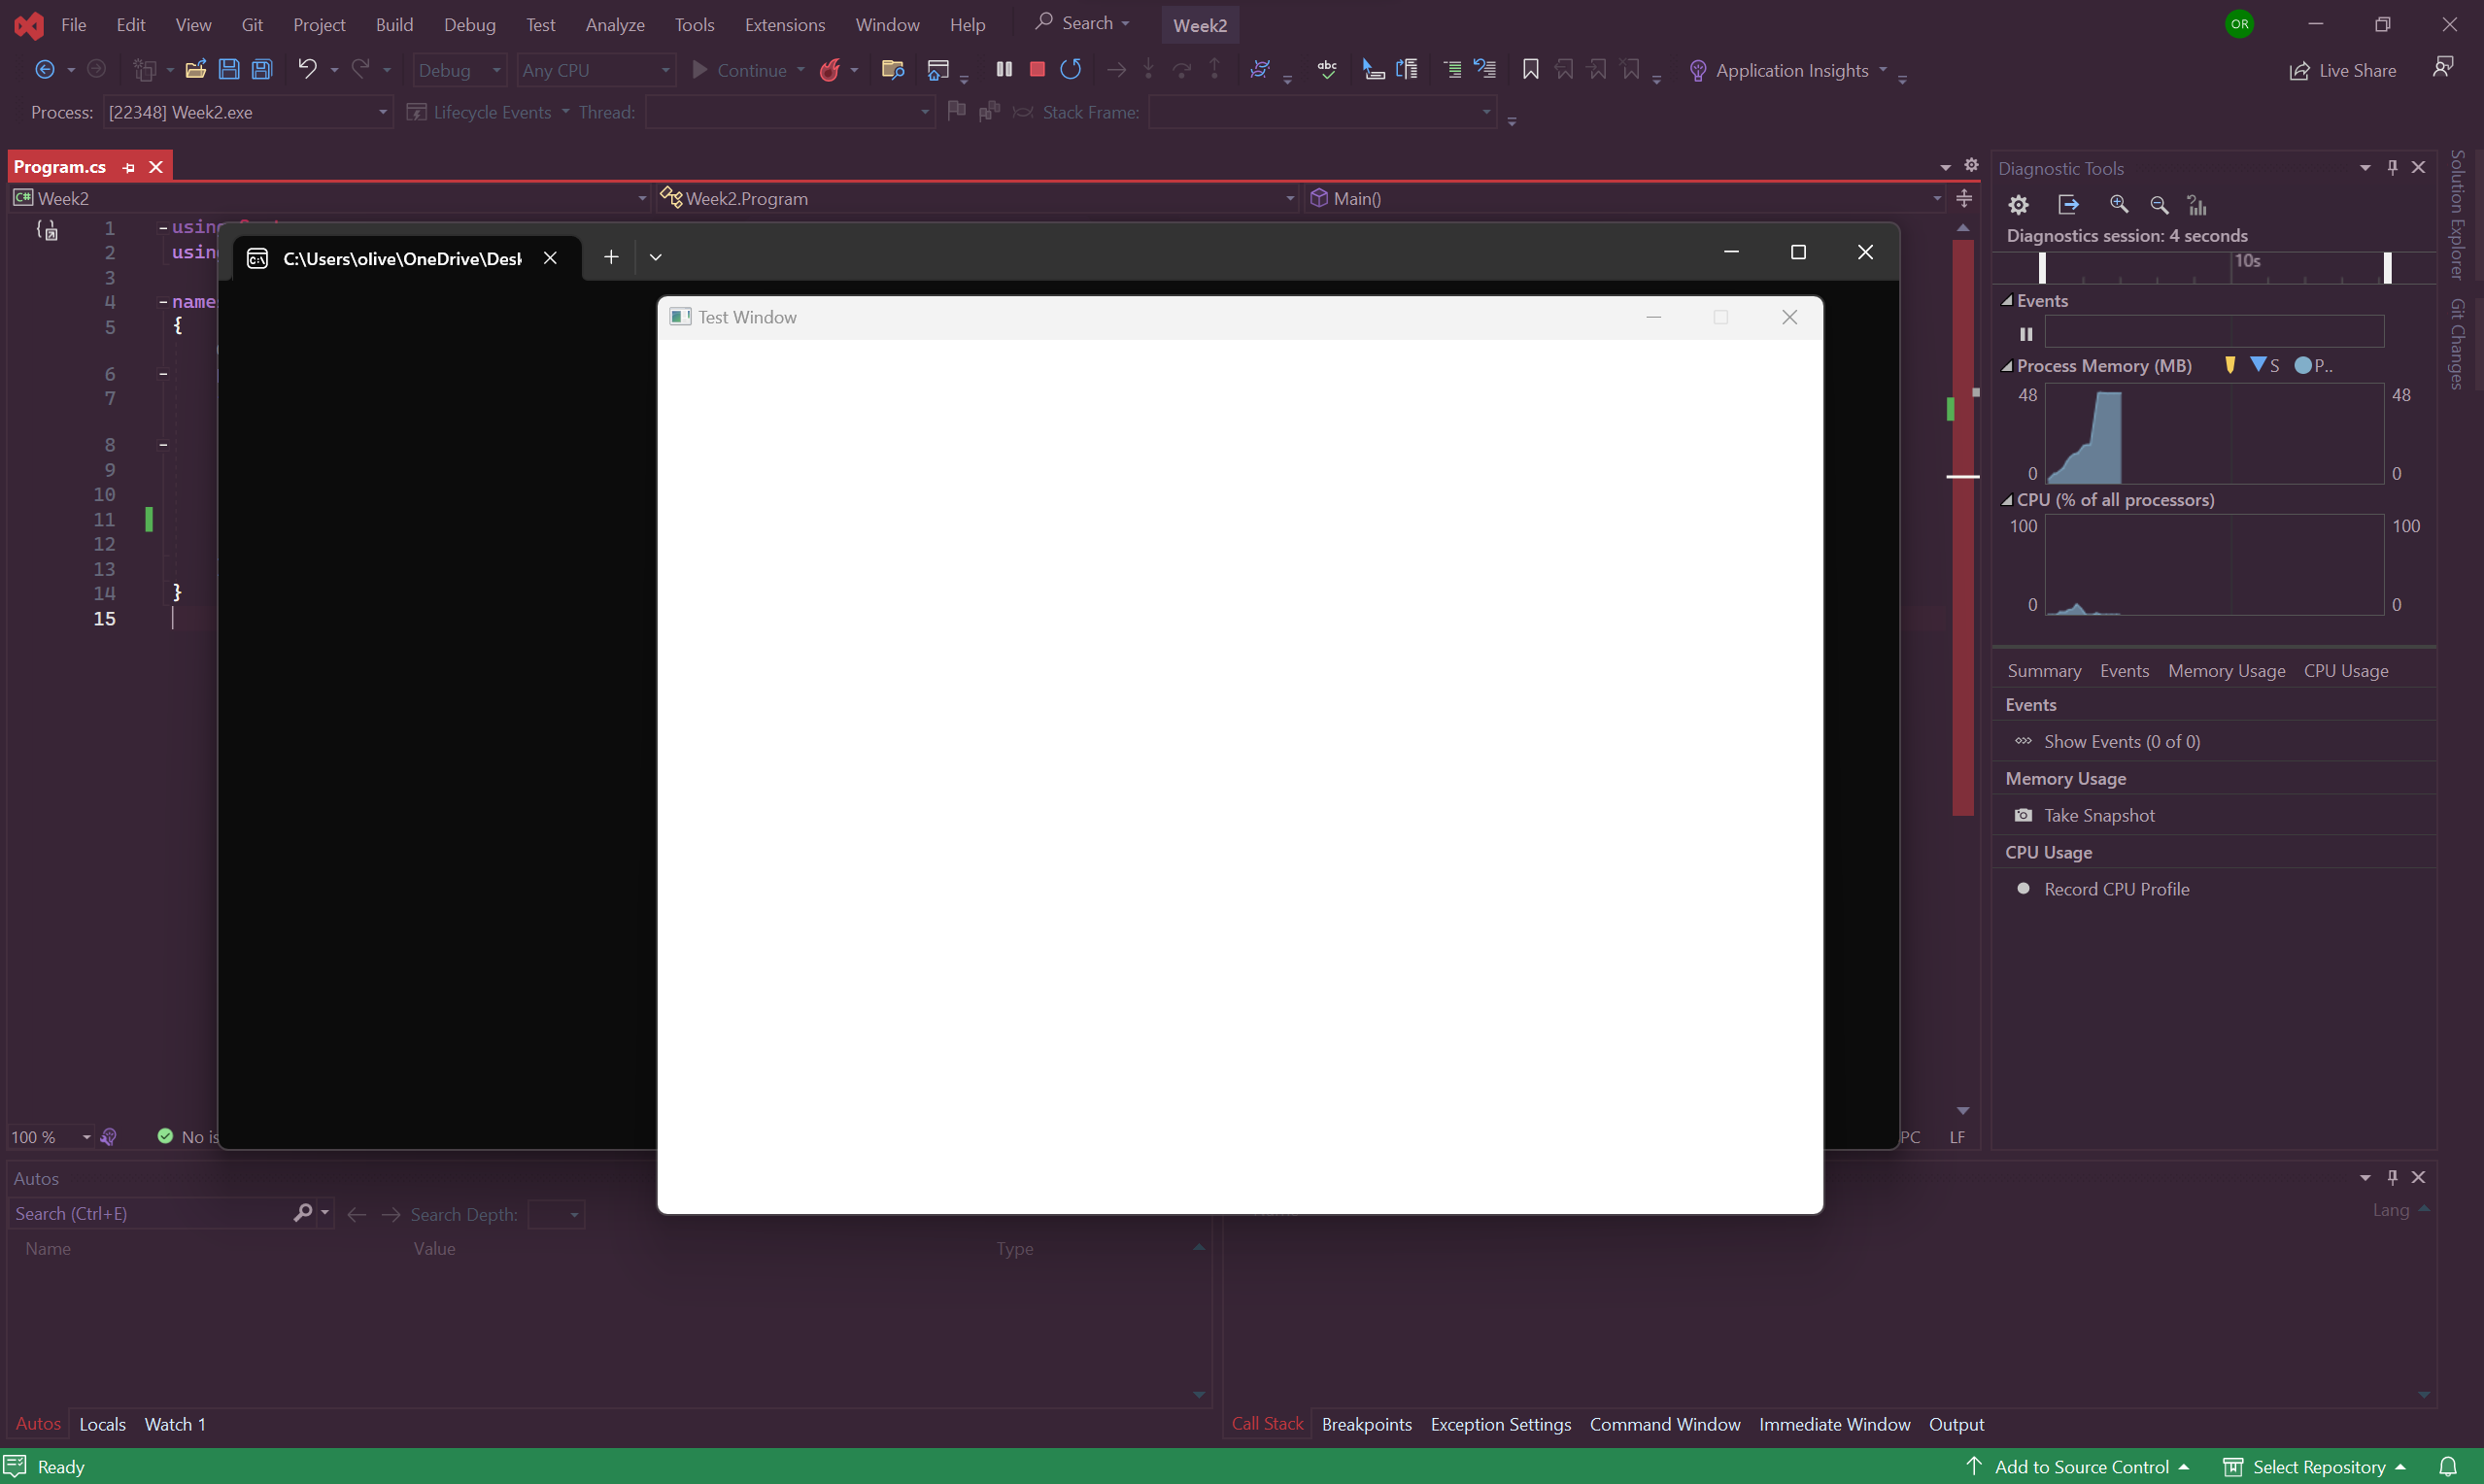 File Edit View Git Project Build Debug Test Analyze Tools Extensions Window Help Search Week2 OR
Debug Any CPU Continue Application Insights Live Share
Process: [22348] Week2.exe Lifecycle Events Thread: Stack Frame:
Program.cs
Week2 Week2.Program Main()
1 using
2 using
3
4 names
5 {
6
7
8
9
10
11
12
13
14 }
15
C:\Users\olive\OneDrive\Desk
Test Window
100 % No is
PC LF
Diagnostic Tools
Diagnostics session: 4 seconds
10s
Events
Process Memory (MB) S P..
48 48
0 0
CPU (% of all processors)
100 100
0 0
Summary Events Memory Usage CPU Usage
Events
Show Events (0 of 0)
Memory Usage
Take Snapshot
CPU Usage
Record CPU Profile
Solution Explorer
Git Changes
Autos
Search (Ctrl+E) Search Depth:
Name Value Type
Lang
Autos Locals Watch 1
Call Stack Breakpoints Exception Settings Command Window Immediate Window Output
Ready Add to Source Control Select Repository